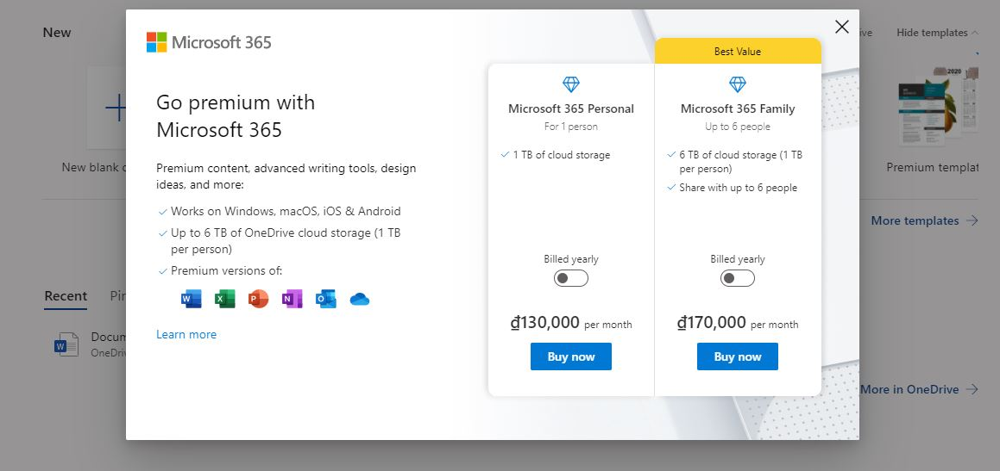 New
ive
Hide templates
New blank
Premium templat
More templates
Recent
Pin
Docum
OneDriv
More in OneDrive
Microsoft 365
Go premium with
Microsoft 365
Premium content, advanced writing tools, design
ideas, and more:
Works on Windows, macOS, iOS & Android
Up to 6 TB of OneDrive cloud storage (1 TB
per person)
Premium versions of:
Learn more
Microsoft 365 Personal
For 1 person
1 TB of cloud storage
Billed yearly
₫130,000 per month
Buy now
Best Value
Microsoft 365 Family
Up to 6 people
6 TB of cloud storage (1 TB
per person)
Share with up to 6 people
Billed yearly
₫170,000 per month
Buy now